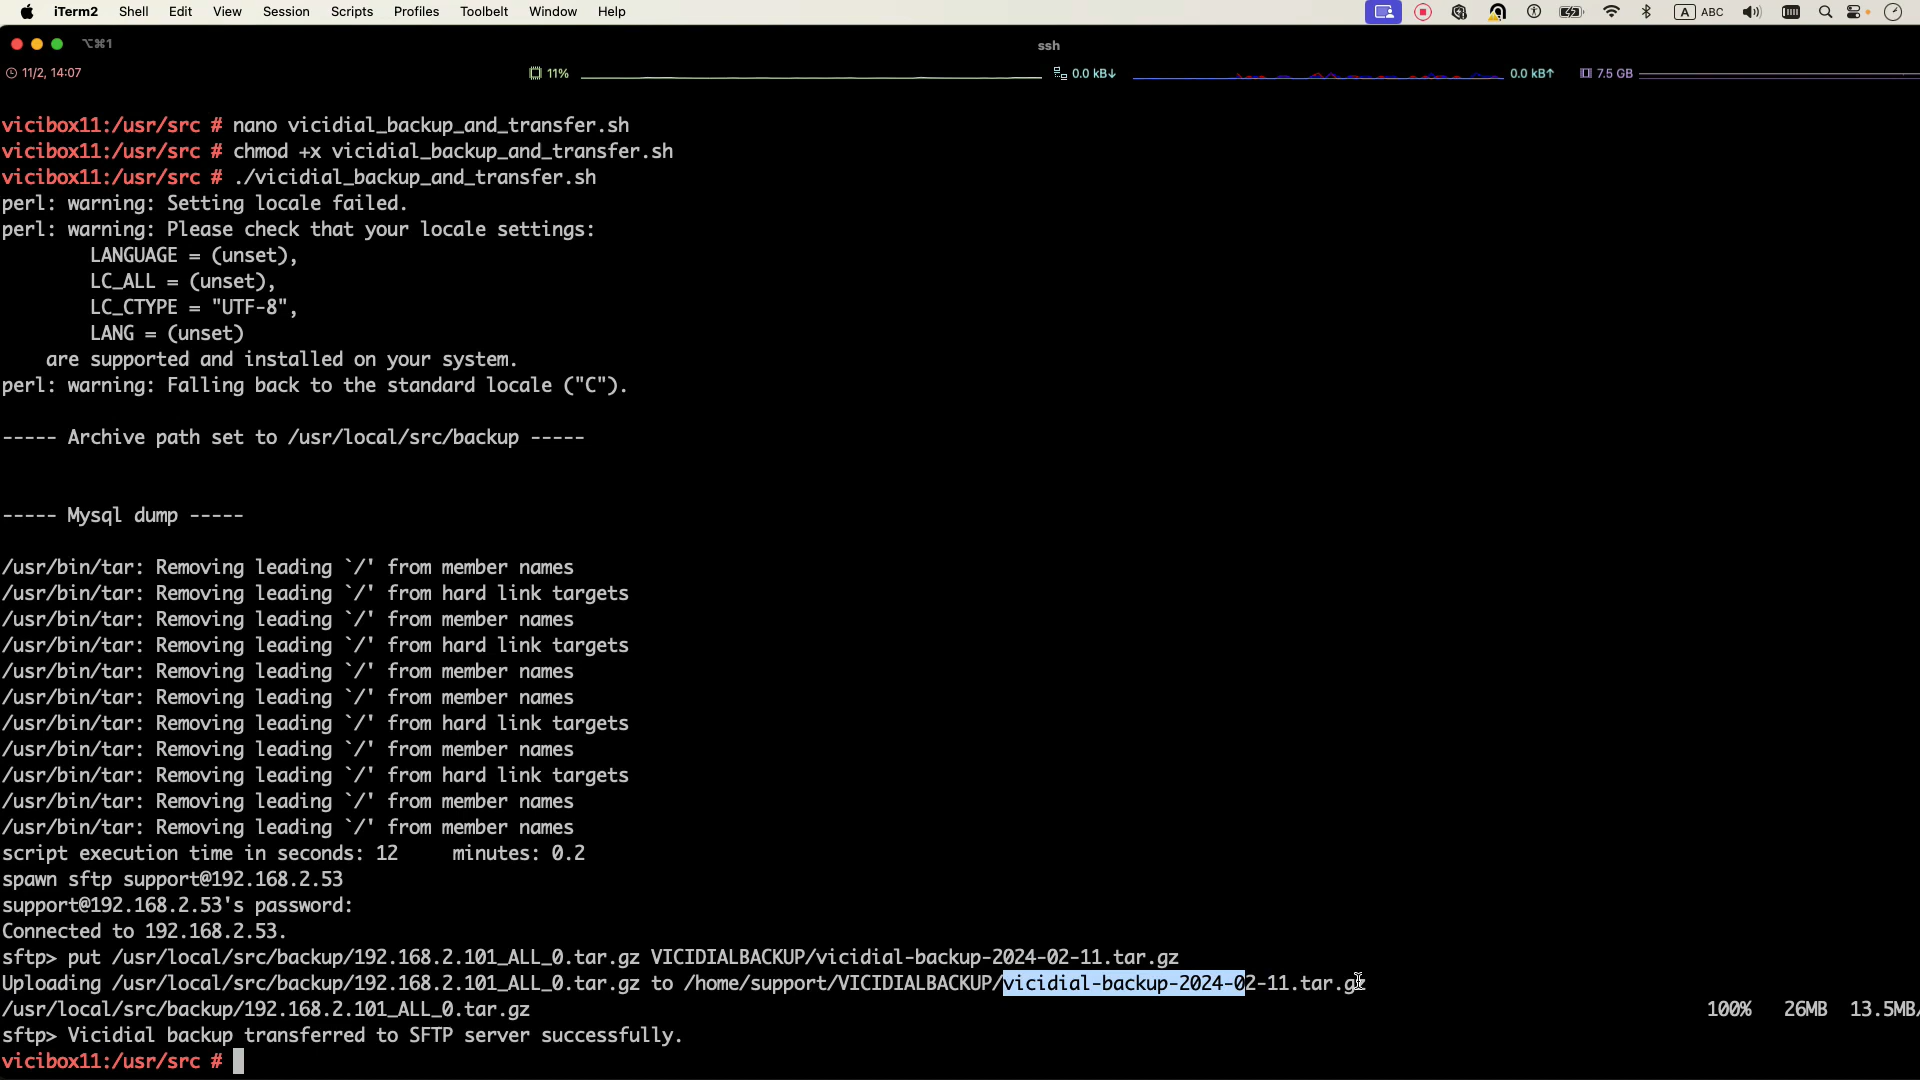 iTerm2 Shell Edit View Session Scripts Profiles Toolbelt Window Help A ABC
⌥⌘1 ssh
11/2, 14:07 11% 0.0 kB↓ 0.0 kB↑ 7.5 GB
vicibox11:/usr/src # nano vicidial_backup_and_transfer.sh
vicibox11:/usr/src # chmod +x vicidial_backup_and_transfer.sh
vicibox11:/usr/src # ./vicidial_backup_and_transfer.sh
perl: warning: Setting locale failed.
perl: warning: Please check that your locale settings:
LANGUAGE = (unset),
LC_ALL = (unset),
LC_CTYPE = "UTF-8",
LANG = (unset)
are supported and installed on your system.
perl: warning: Falling back to the standard locale ("C").
----- Archive path set to /usr/local/src/backup -----
----- Mysql dump -----
/usr/bin/tar: Removing leading `/' from member names
/usr/bin/tar: Removing leading `/' from hard link targets
/usr/bin/tar: Removing leading `/' from member names
/usr/bin/tar: Removing leading `/' from hard link targets
/usr/bin/tar: Removing leading `/' from member names
/usr/bin/tar: Removing leading `/' from member names
/usr/bin/tar: Removing leading `/' from hard link targets
/usr/bin/tar: Removing leading `/' from member names
/usr/bin/tar: Removing leading `/' from hard link targets
/usr/bin/tar: Removing leading `/' from member names
/usr/bin/tar: Removing leading `/' from member names
script execution time in seconds: 12 minutes: 0.2
spawn sftp support@192.168.2.53
support@192.168.2.53's password:
Connected to 192.168.2.53.
sftp> put /usr/local/src/backup/192.168.2.101_ALL_0.tar.gz VICIDIALBACKUP/vicidial-backup-2024-02-11.tar.gz
Uploading /usr/local/src/backup/192.168.2.101_ALL_0.tar.gz to /home/support/VICIDIALBACKUP/vicidial-backup-2024-02-11.tar.gz
/usr/local/src/backup/192.168.2.101_ALL_0.tar.gz 100% 26MB 13.5MB/
sftp> Vicidial backup transferred to SFTP server successfully.
vicibox11:/usr/src #